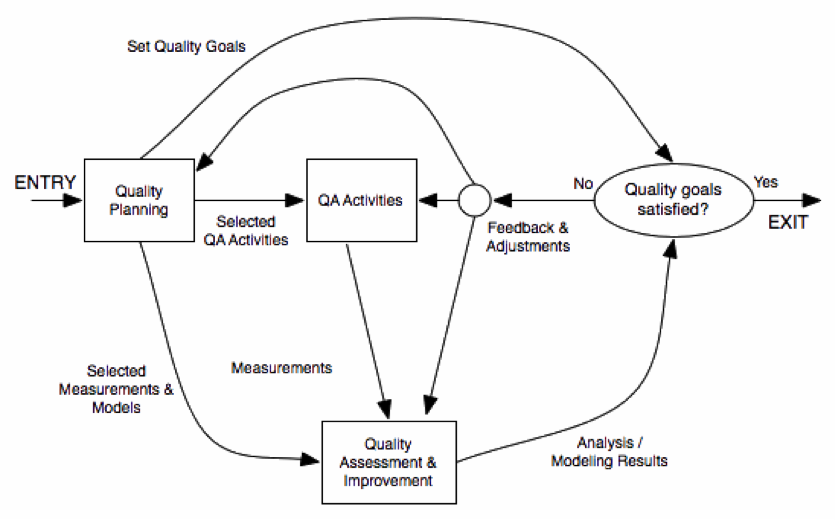 Set Quality Goals
ENTRY
Quality
Planning
Selected
QA Activities
QA Activities
No
Feedback &
Adjustments
Quality goals
satisfied?
Yes
EXIT
Selected
Measurements &
Models
Measurements
Quality
Assessment &
Improvement
Analysis /
Modeling Results